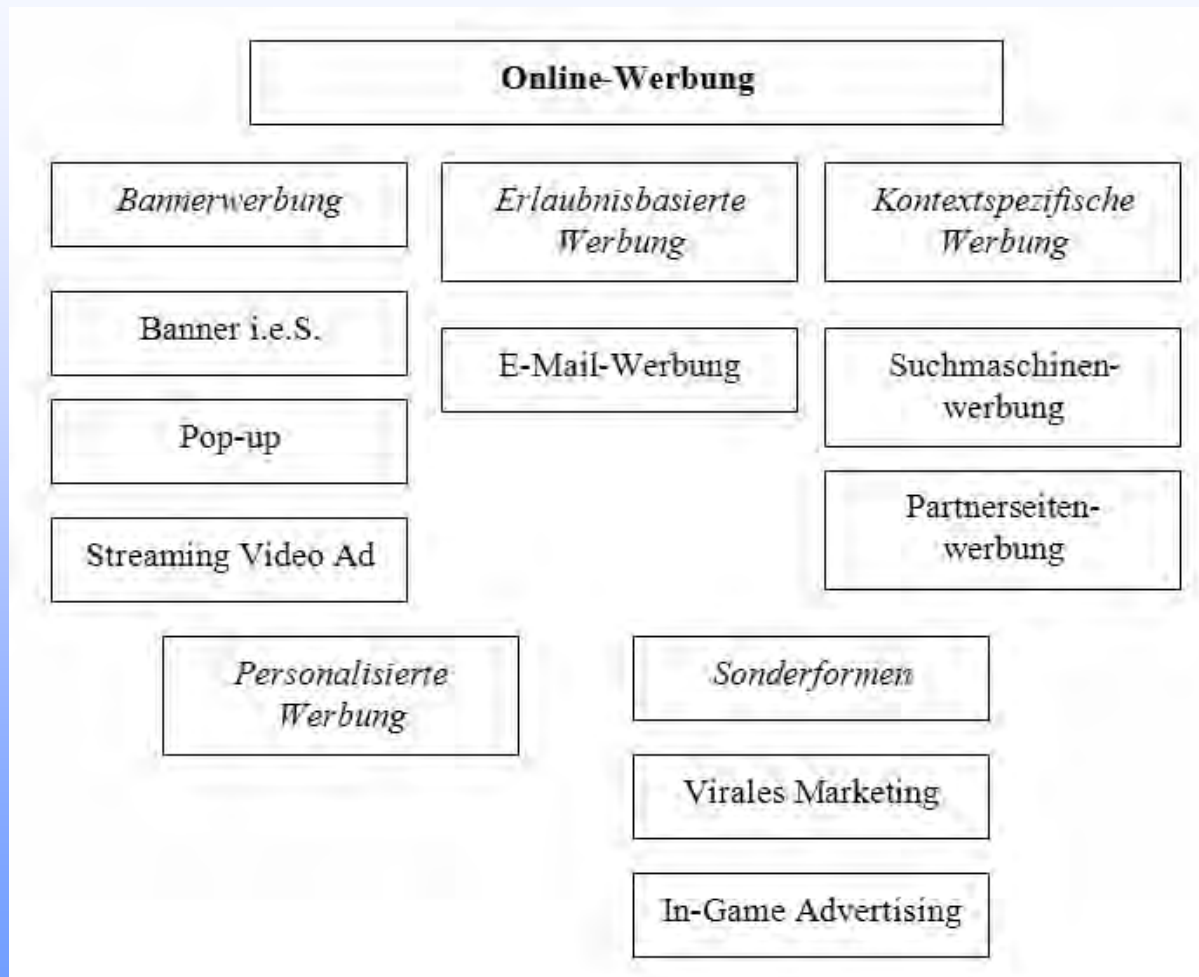 Online-Werbung
Bannerwerbung
Banner i.e.S.
Pop-up
Streaming Video Ad
Erlaubnisbasierte
Werbung
E-Mail-Werbung
Kontextspezifische
Werbung
Suchmaschinen-
werbung
Partnerseiten-
werbung
Personalisierte
Werbung
Sonderformen
Virales Marketing
In-Game Advertising